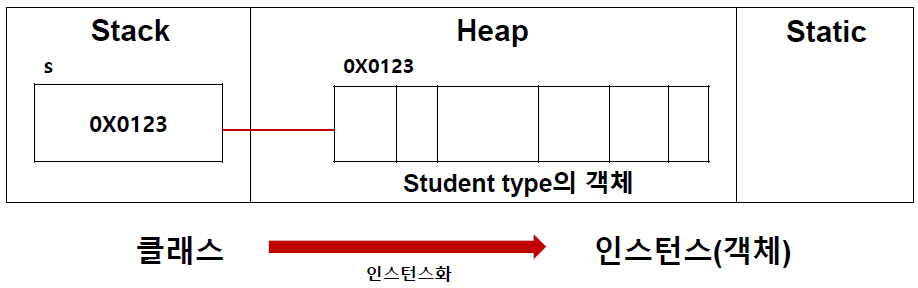 Stack
Heap
Static
s
0X0123
0X0123
Student type의 객체
클래스
인스턴스화
인스턴스(객체)